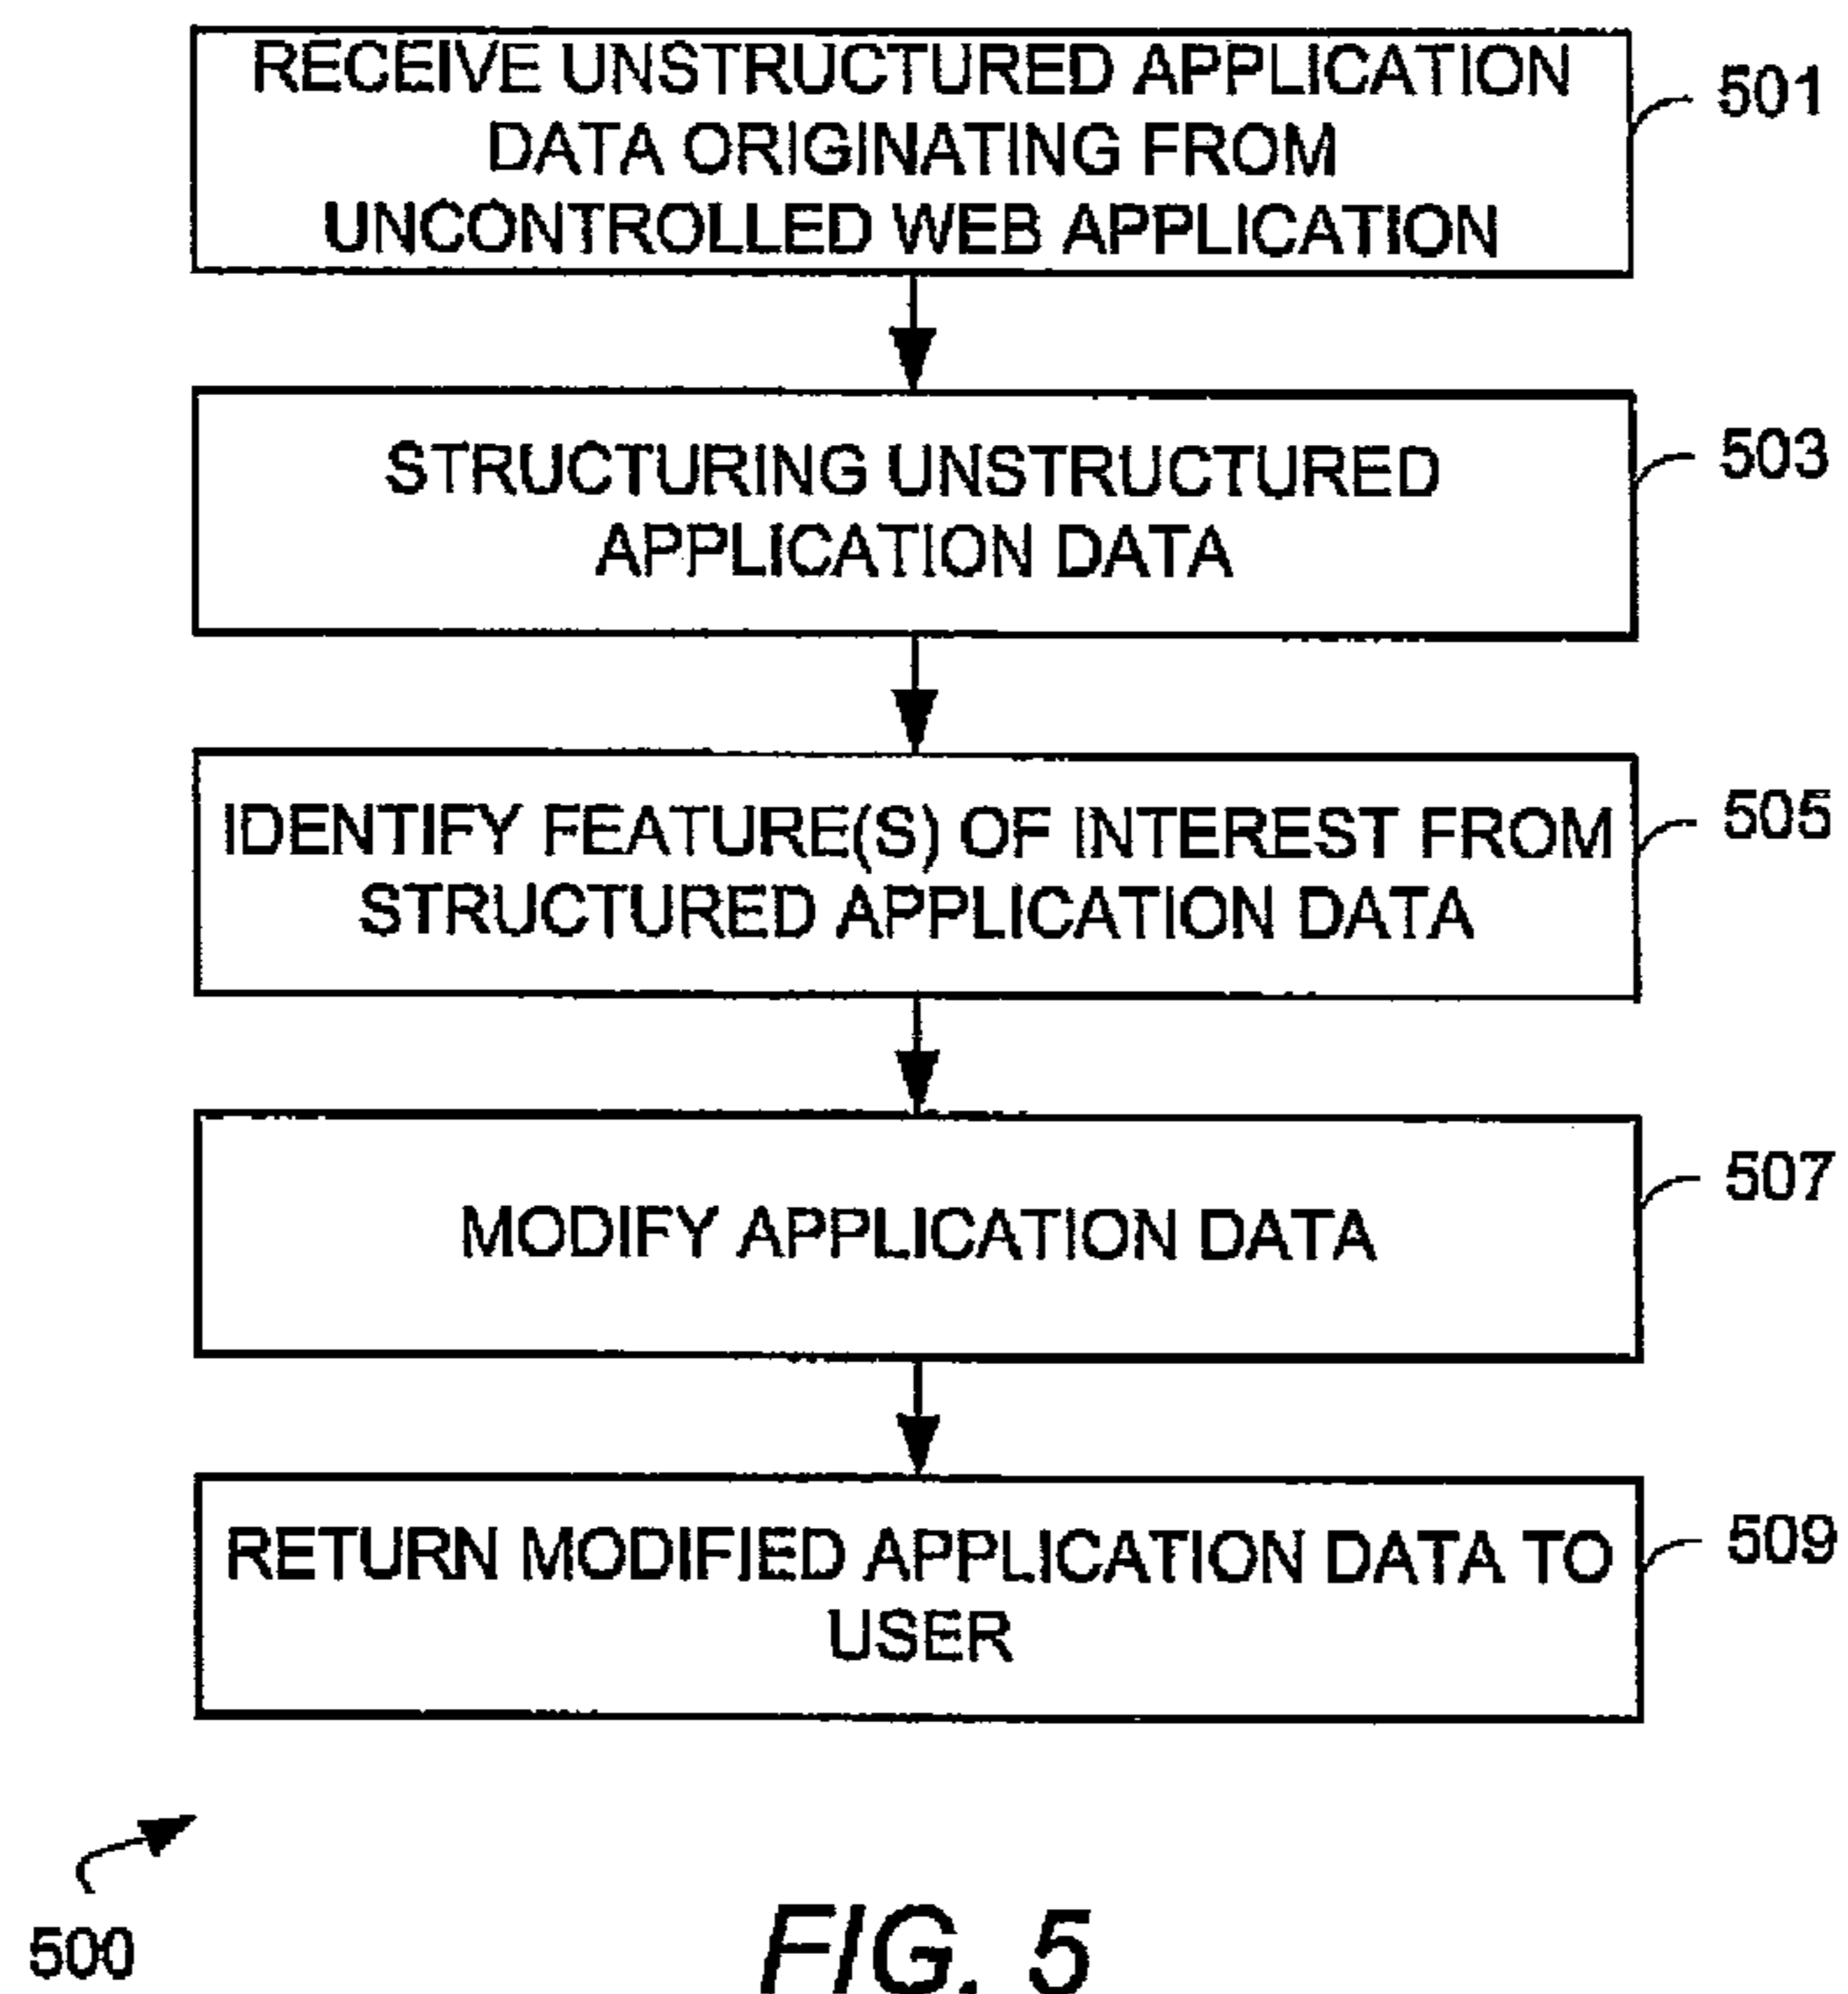 RECEIVE UNSTRUCTURED APPLICATION
DATA ORIGINATING FROM
UNCONTROLLED WEB APPLICATION
501
STRUCTURING UNSTRUCTURED
APPLICATION DATA
503
IDENTIFY FEATURE(S) OF INTEREST FROM
STRUCTURED APPLICATION DATA
505
MODIFY APPLICATION DATA
507
RETURN MODIFIED APPLICATION DATA TO
USER
509
500
FIG. 5